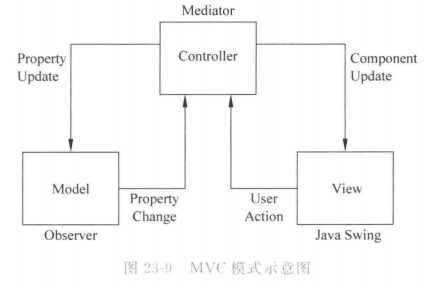 Mediator
Controller
Property
Update
Component
Update
Model
Property
Change
User
Action
View
Observer
Java Swing
图 23-9 MVC 模式示意图